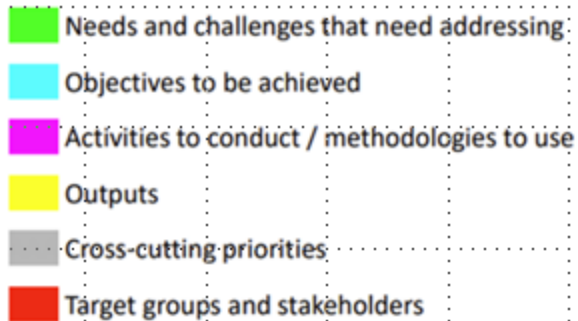 Needs and challenges that need addressing
Objectives to be achieved
Activities to conduct / methodologies to use
Outputs
Cross-cutting priorities
Target groups and stakeholders